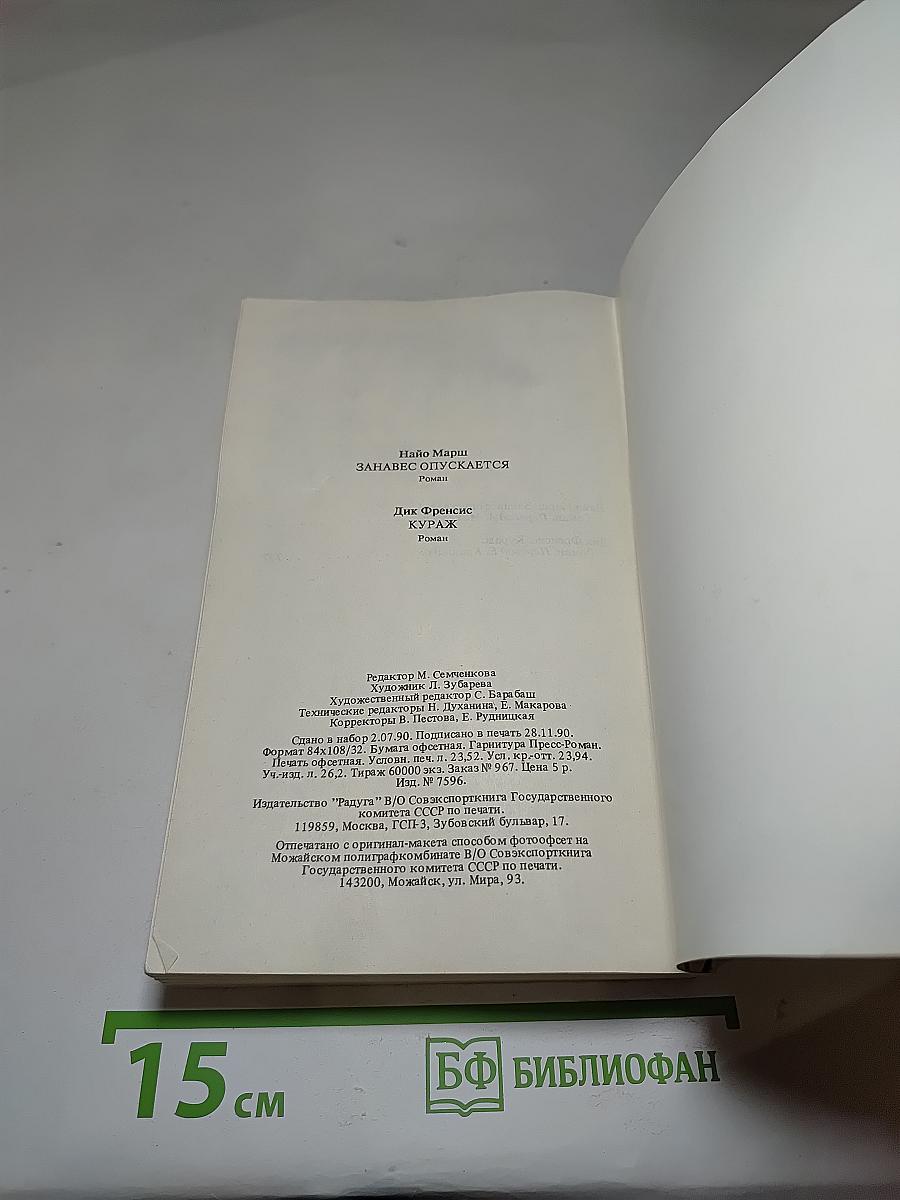 Найо Марш
ЗАНАВЕС ОПУСКАЕТСЯ
Роман
Дик Френсис
КУРАЖ
Роман
Редактор М. Семченкова
Художник Л. Зубарева
Художественный редактор С. Барабаш
Технические редакторы Н. Духанина, Е. Макарова
Корректоры В. Пестова, Е. Рудницкая
Сдано в набор 2.07.90. Подписано в печать 28.11.90.
Формат 84х108/32. Бумага офсетная. Гарнитура Пресс-Роман.
Печать офсетная. Условн. печ. л. 23,52. Усл. кр.-отт. 23,94.
Уч.-изд. л. 26,2. Тираж 60000 экз. Заказ № 967. Цена 5 р.
Изд. № 7596.
Издательство "Радуга" В/О Совэкспорткнига Государственного
комитета СССР по печати.
119859, Москва, ГСП-3, Зубовский бульвар, 17.
Отпечатано с оригинал-макета способом фотоофсет на
Можайском полиграфкомбинате В/О Совэкспорткнига
Государственного комитета СССР по печати.
143200, Можайск, ул. Мира, 93.
15 см
БФ БИБЛИОФАН